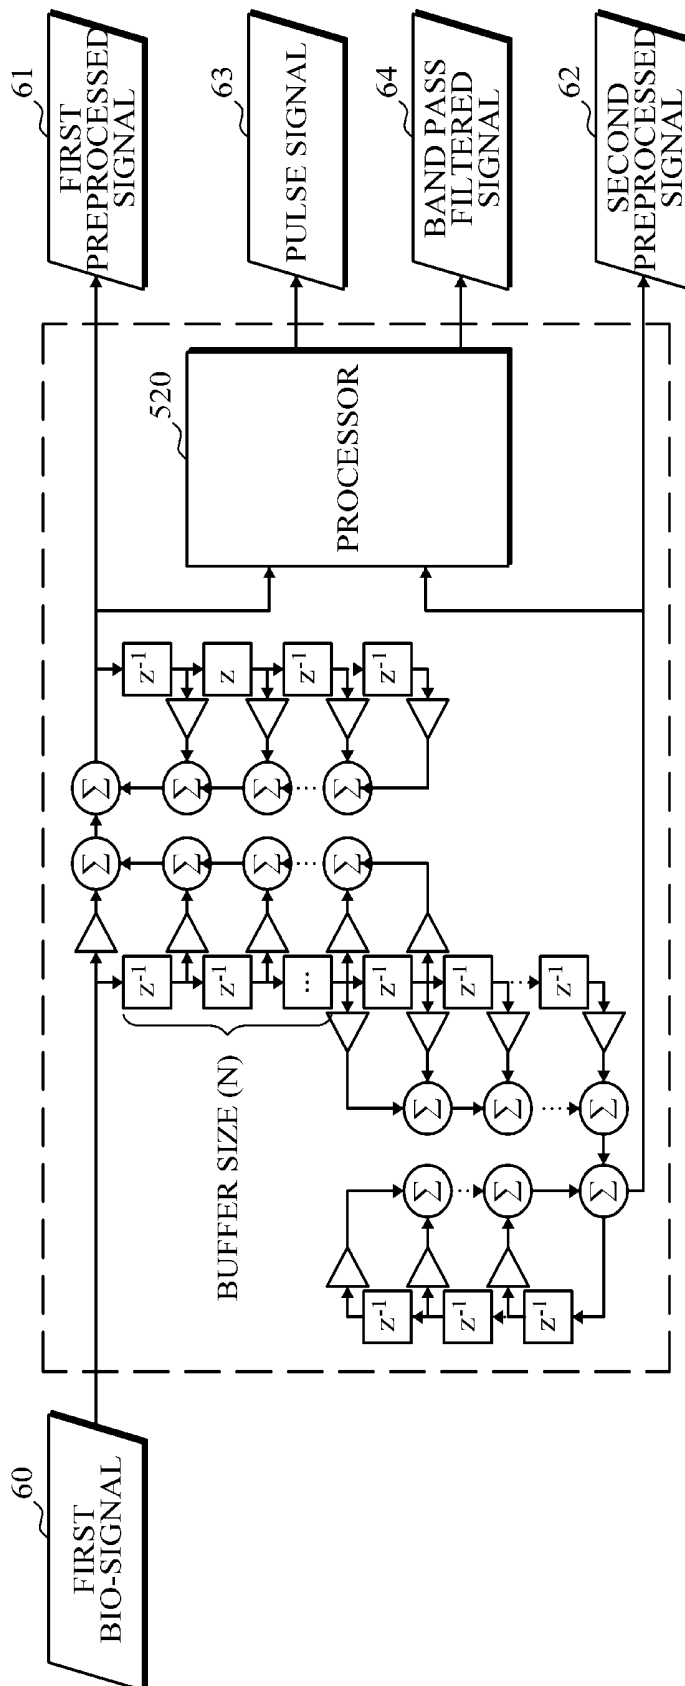 60
FIRST
BIO-SIGNAL
BUFFER SIZE (N)
z⁻¹
z⁻¹
...
z⁻¹
z⁻¹
...
z⁻¹
z⁻¹
z⁻¹
...
z⁻¹
Σ
Σ
Σ
...
Σ
Σ
Σ
Σ
...
Σ
z⁻¹
z
z⁻¹
...
z⁻¹
Σ
Σ
...
Σ
Σ
...
Σ
Σ
520
PROCESSOR
61
FIRST
PREPROCESSED
SIGNAL
63
PULSE SIGNAL
64
BAND PASS
FILTERED
SIGNAL
62
SECOND
PREPROCESSED
SIGNAL